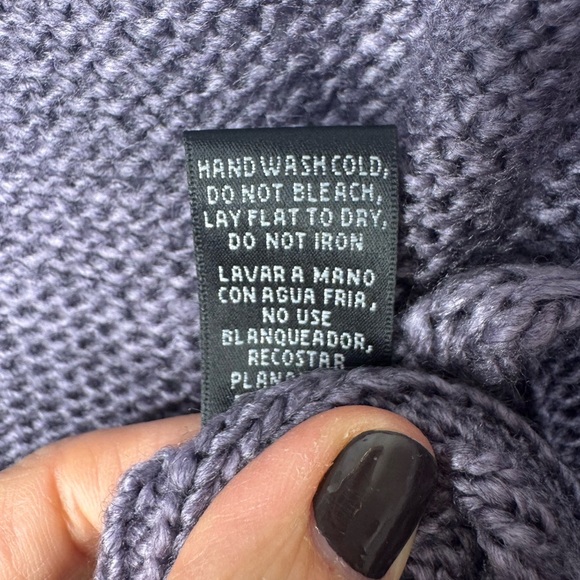 HAND WASH COLD,
DO NOT BLEACH,
LAY FLAT TO DRY,
DO NOT IRON
LAVAR A MANO
CON AGUA FRIA,
NO USE
BLANQUEADOR,
RECOSTAR